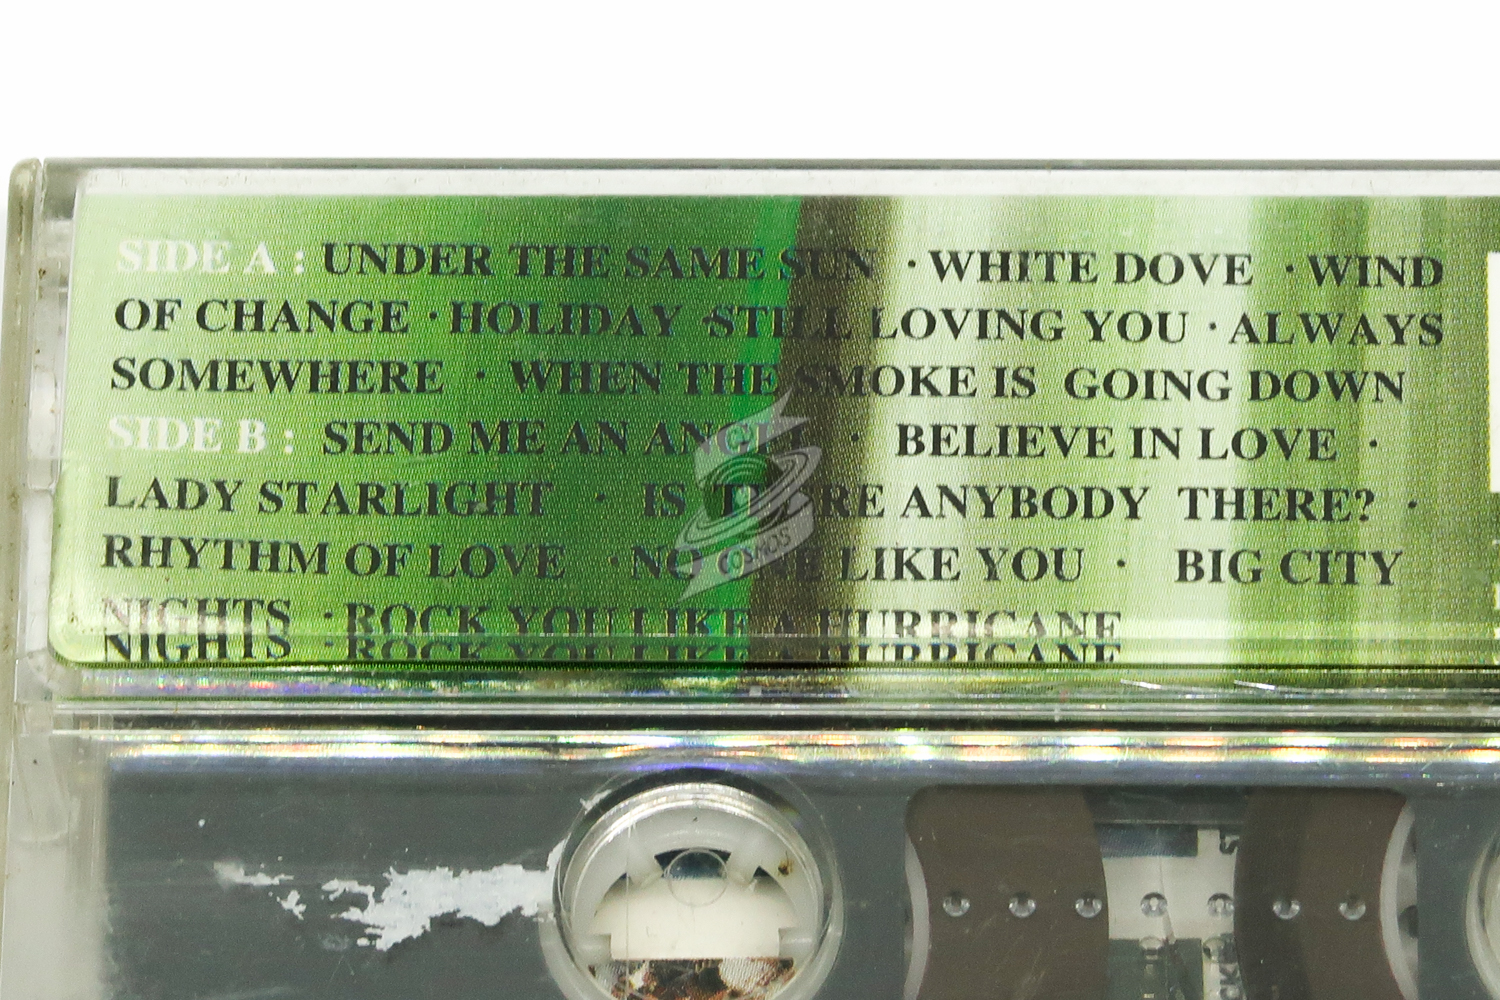 SIDE A : UNDER THE SAME SUN · WHITE DOVE · WIND
OF CHANGE · HOLIDAY · STILL LOVING YOU · ALWAYS
SOMEWHERE · WHEN THE SMOKE IS GOING DOWN
SIDE B : SEND ME AN ANGEL · BELIEVE IN LOVE ·
LADY STARLIGHT · IS THERE ANYBODY THERE? ·
RHYTHM OF LOVE · NO ONE LIKE YOU · BIG CITY
NIGHTS · ROCK YOU LIKE A HURRICANE
COSMOS